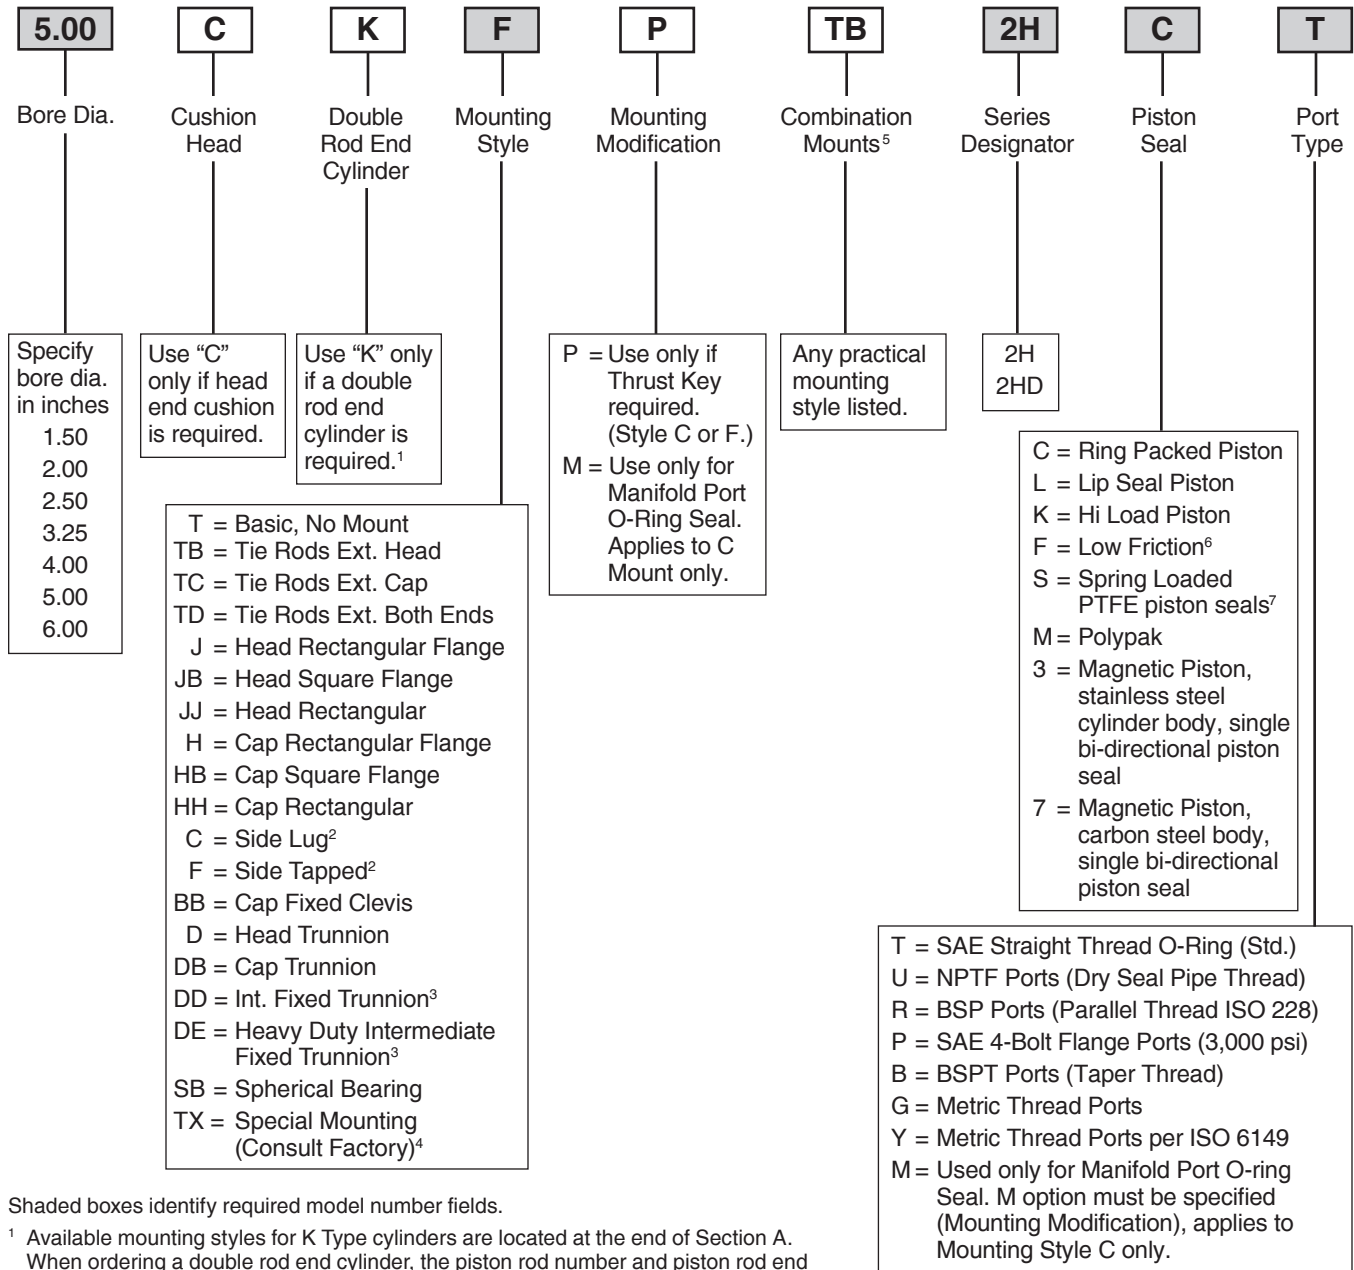 5.00 C K F P TB 2H C T
Bore Dia.
Cushion
Head
Double
Rod End
Cylinder
Mounting
Style
Mounting
Modification
Combination
Mounts⁵
Series
Designator
Piston
Seal
Port
Type
Specify
bore dia.
in inches
1.50
2.00
2.50
3.25
4.00
5.00
6.00
Use “C”
only if head
end cushion
is required.
Use “K” only
if a double
rod end
cylinder is
required.¹
T = Basic, No Mount
TB = Tie Rods Ext. Head
TC = Tie Rods Ext. Cap
TD = Tie Rods Ext. Both Ends
J = Head Rectangular Flange
JB = Head Square Flange
JJ = Head Rectangular
H = Cap Rectangular Flange
HB = Cap Square Flange
HH = Cap Rectangular
C = Side Lug²
F = Side Tapped²
BB = Cap Fixed Clevis
D = Head Trunnion
DB = Cap Trunnion
DD = Int. Fixed Trunnion³
DE = Heavy Duty Intermediate
Fixed Trunnion³
SB = Spherical Bearing
TX = Special Mounting
(Consult Factory)⁴
P = Use only if
Thrust Key
required.
(Style C or F.)
M = Use only for
Manifold Port
O-Ring Seal.
Applies to C
Mount only.
Any practical
mounting
style listed.
2H
2HD
C = Ring Packed Piston
L = Lip Seal Piston
K = Hi Load Piston
F = Low Friction⁶
S = Spring Loaded
PTFE piston seals⁷
M = Polypak
3 = Magnetic Piston,
stainless steel
cylinder body, single
bi-directional piston
seal
7 = Magnetic Piston,
carbon steel body,
single bi-directional
piston seal
T = SAE Straight Thread O-Ring (Std.)
U = NPTF Ports (Dry Seal Pipe Thread)
R = BSP Ports (Parallel Thread ISO 228)
P = SAE 4-Bolt Flange Ports (3,000 psi)
B = BSPT Ports (Taper Thread)
G = Metric Thread Ports
Y = Metric Thread Ports per ISO 6149
M = Used only for Manifold Port O-ring
Seal. M option must be specified
(Mounting Modification), applies to
Mounting Style C only.
Shaded boxes identify required model number fields.
¹ Available mounting styles for K Type cylinders are located at the end of Section A.
When ordering a double rod end cylinder, the piston rod number and piston rod end